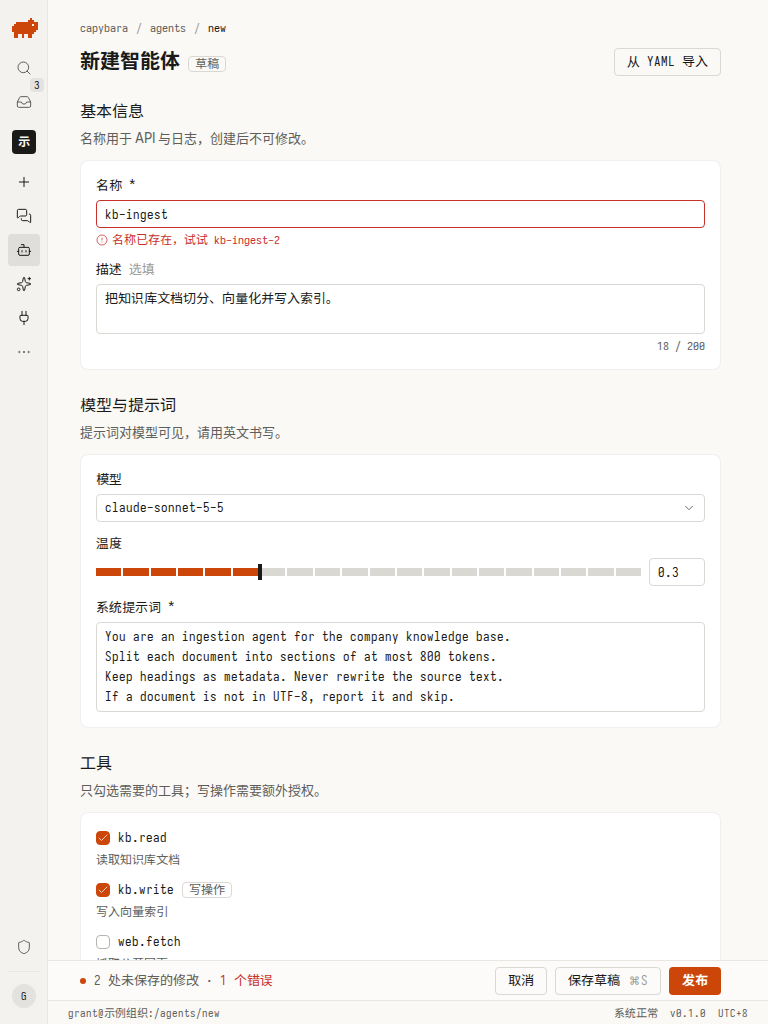 capybara / agents / new
新建智能体 草稿
从 YAML 导入
3
示
基本信息
名称用于 API 与日志，创建后不可修改。
名称 *
kb-ingest
名称已存在，试试 kb-ingest-2
描述 选填
把知识库文档切分、向量化并写入索引。
18 / 200
模型与提示词
提示词对模型可见，请用英文书写。
模型
claude-sonnet-5-5
温度
0.3
系统提示词 *
You are an ingestion agent for the company knowledge base.
Split each document into sections of at most 800 tokens.
Keep headings as metadata. Never rewrite the source text.
If a document is not in UTF-8, report it and skip.
工具
只勾选需要的工具；写操作需要额外授权。
kb.read
读取知识库文档
kb.write 写操作
写入向量索引
web.fetch
2 处未保存的修改 · 1 个错误
取消
保存草稿 ⌘S
发布
G
grant@示例组织:/agents/new
系统正常 v0.1.0 UTC+8